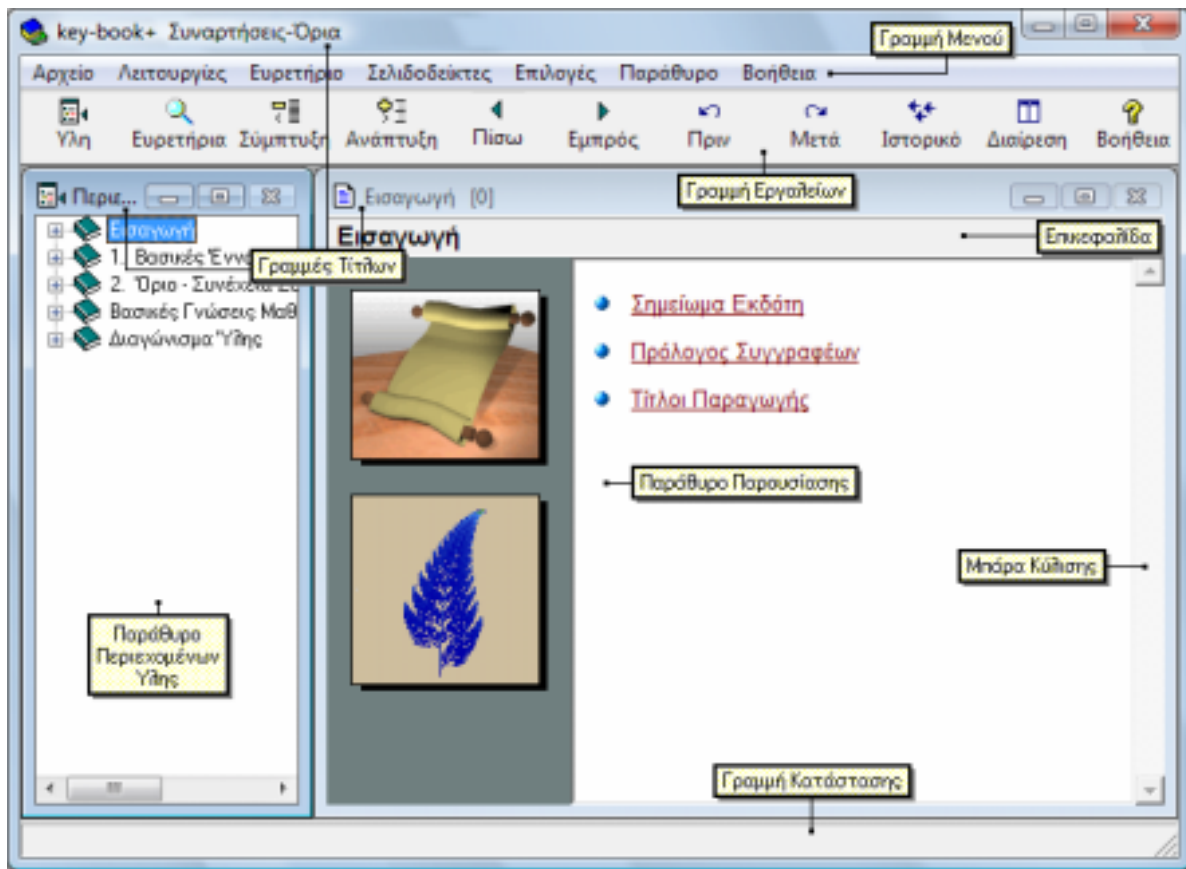 key-book+ Συναρτήσεις-Όρια
Γραμμή Μενού
Αρχείο Λειτουργίες Ευρετήριο Σελιδοδείκτες Επιλογές Παράθυρο Βοήθεια
Ύλη Ευρετήρια Σύμπτυξη Ανάπτυξη Πίσω Εμπρός Πριν Μετά Ιστορικό Διαίρεση Βοήθεια
Γραμμή Εργαλείων
Περιε...
Εισαγωγή [0]
Εισαγωγή
Επικεφαλίδα
Γραμμές Τίτλων
Εισαγωγή
1. Βασικές Έννο
2. Όριο - Συνέχεια
Βασικές Γνώσεις Μαθ
Διαγώνισμα Ύλης
Σημείωμα Εκδότη
Πρόλογος Συγγραφέων
Τίτλοι Παραγωγής
Παράθυρο Παρουσίασης
Μπάρα Κύλισης
Παράθυρο
Περιεχομένων
Ύλης
Γραμμή Κατάστασης